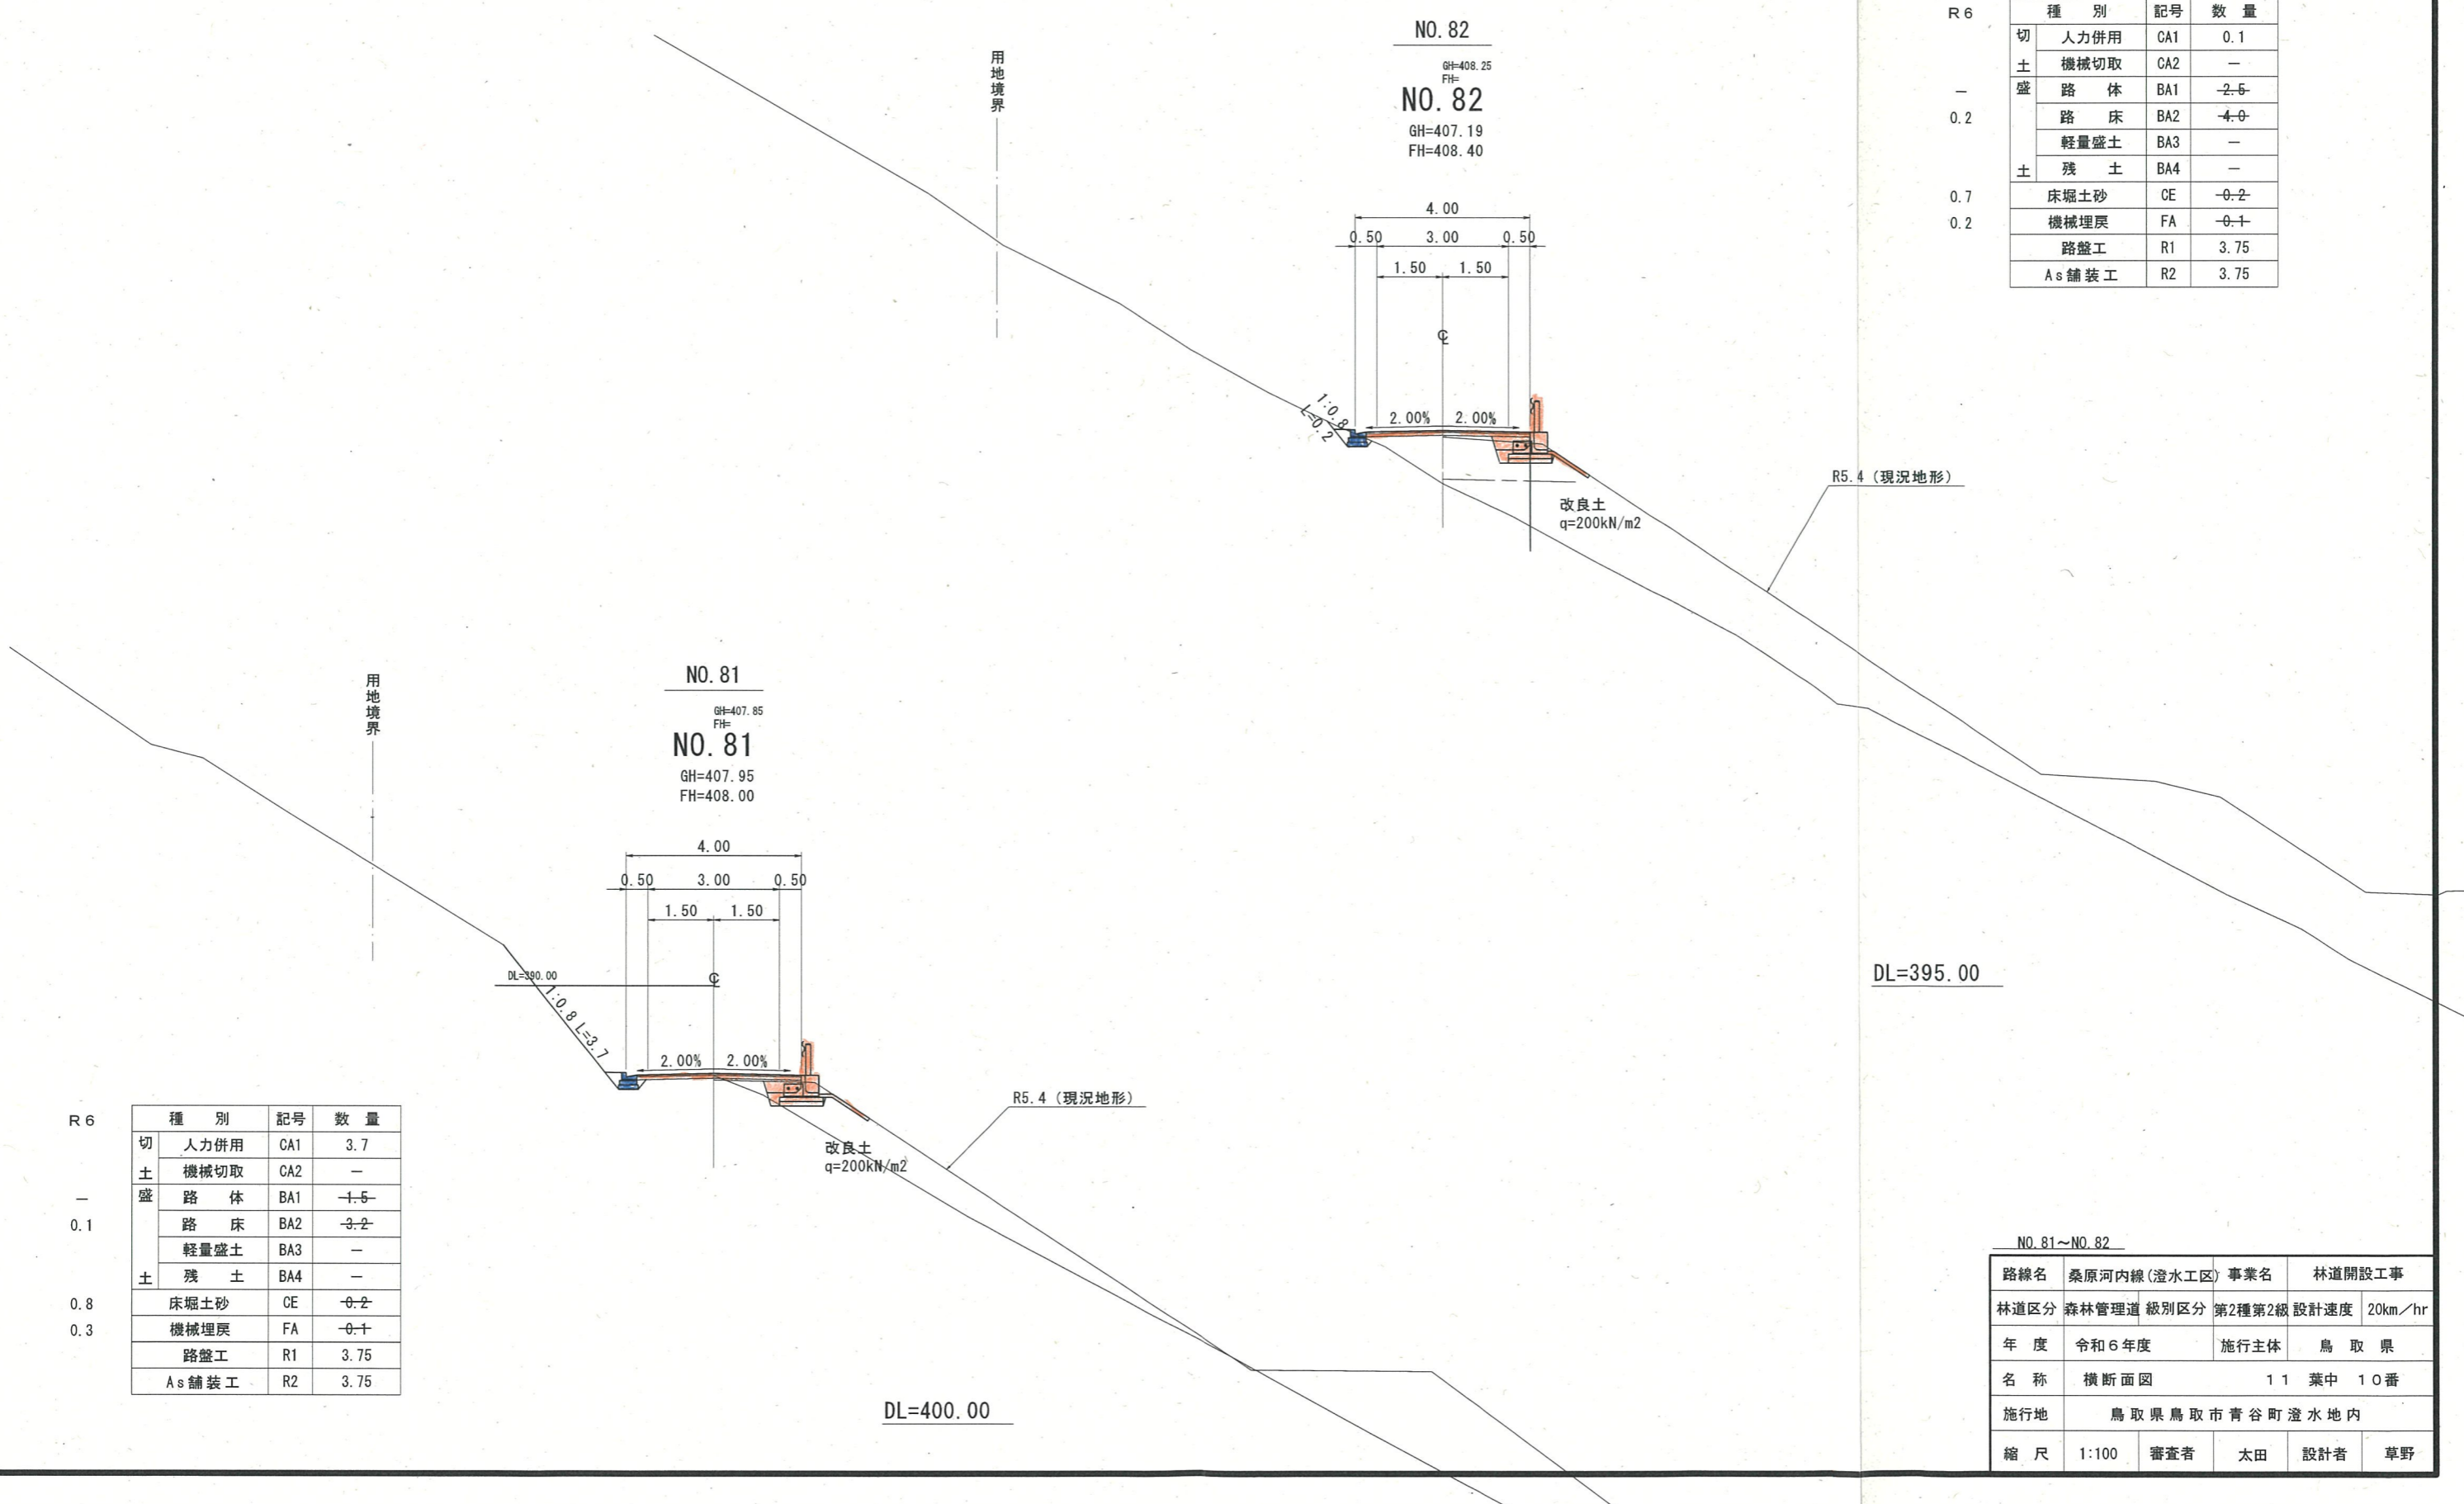 NO. 82
GH=408.25
FH=
NO. 82
GH=407.19
FH=408.40
用地境界
4.00
0.50 3.00 0.50
1.50 1.50
℄
1:0.8
L=0.2
2.00% 2.00%
改良土
q=200kN/m2
R5.4 (現況地形)
DL=395.00
R6
種 別 記号 数 量
切土 人力併用 CA1 0.1
機械切取 CA2 —
— 盛土 路 体 BA1 2.5
0.2 路 床 BA2 4.0
軽量盛土 BA3 —
残 土 BA4 —
0.7 床堀土砂 CE 0.2
0.2 機械埋戻 FA 0.1
路盤工 R1 3.75
As舗装工 R2 3.75
NO. 81
GH=407.85
FH=
NO. 81
GH=407.95
FH=408.00
用地境界
4.00
0.50 3.00 0.50
1.50 1.50
DL=390.00
℄
1:0.8 L=3.7
2.00% 2.00%
改良土
q=200kN/m2
R5.4 (現況地形)
DL=400.00
R6
種 別 記号 数 量
切土 人力併用 CA1 3.7
機械切取 CA2 —
— 盛土 路 体 BA1 1.5
0.1 路 床 BA2 3.2
軽量盛土 BA3 —
残 土 BA4 —
0.8 床堀土砂 CE 0.2
0.3 機械埋戻 FA 0.1
路盤工 R1 3.75
As舗装工 R2 3.75
NO. 81~NO. 82
路線名 桑原河内線(澄水工区) 事業名 林道開設工事
林道区分 森林管理道 級別区分 第2種第2級 設計速度 20km/hr
年 度 令和6年度 施行主体 鳥 取 県
名 称 横断面図 11 葉中 10番
施行地 鳥取県鳥取市青谷町澄水地内
縮 尺 1:100 審査者 太田 設計者 草野